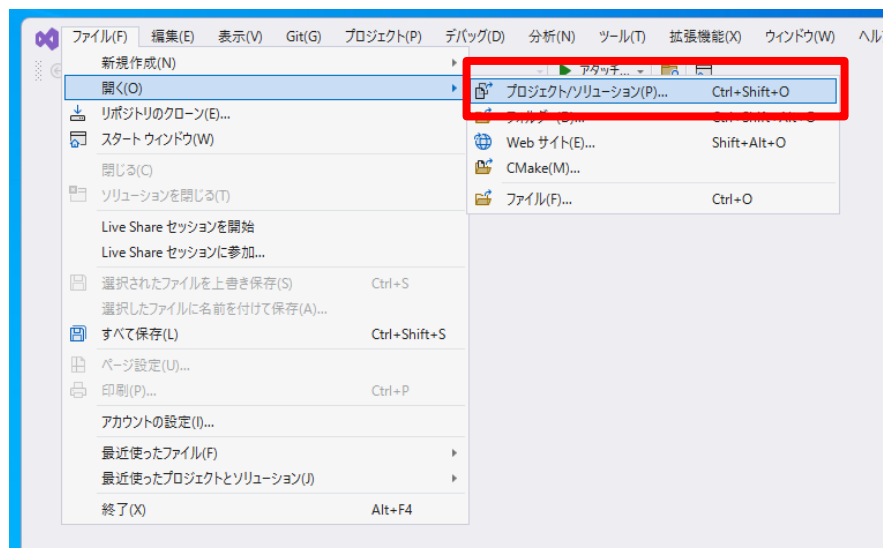 ファイル(F) 編集(E) 表示(V) Git(G) プロジェクト(P) デバッグ(D) 分析(N) ツール(T) 拡張機能(X) ウィンドウ(W)
新規作成(N)
アタッチ...
開く(O)
プロジェクト/ソリューション(P)... Ctrl+Shift+O
リポジトリのクローン(E)...
スタート ウィンドウ(W)
Web サイト(E)... Shift+Alt+O
閉じる(C)
CMake(M)...
ソリューションを閉じる(T)
ファイル(F)... Ctrl+O
Live Share セッションを開始
Live Share セッションに参加...
選択されたファイルを上書き保存(S) Ctrl+S
選択したファイルに名前を付けて保存(A)...
すべて保存(L) Ctrl+Shift+S
ページ設定(U)...
印刷(P)... Ctrl+P
アカウントの設定(I)...
最近使ったファイル(F)
最近使ったプロジェクトとソリューション(J)
終了(X) Alt+F4